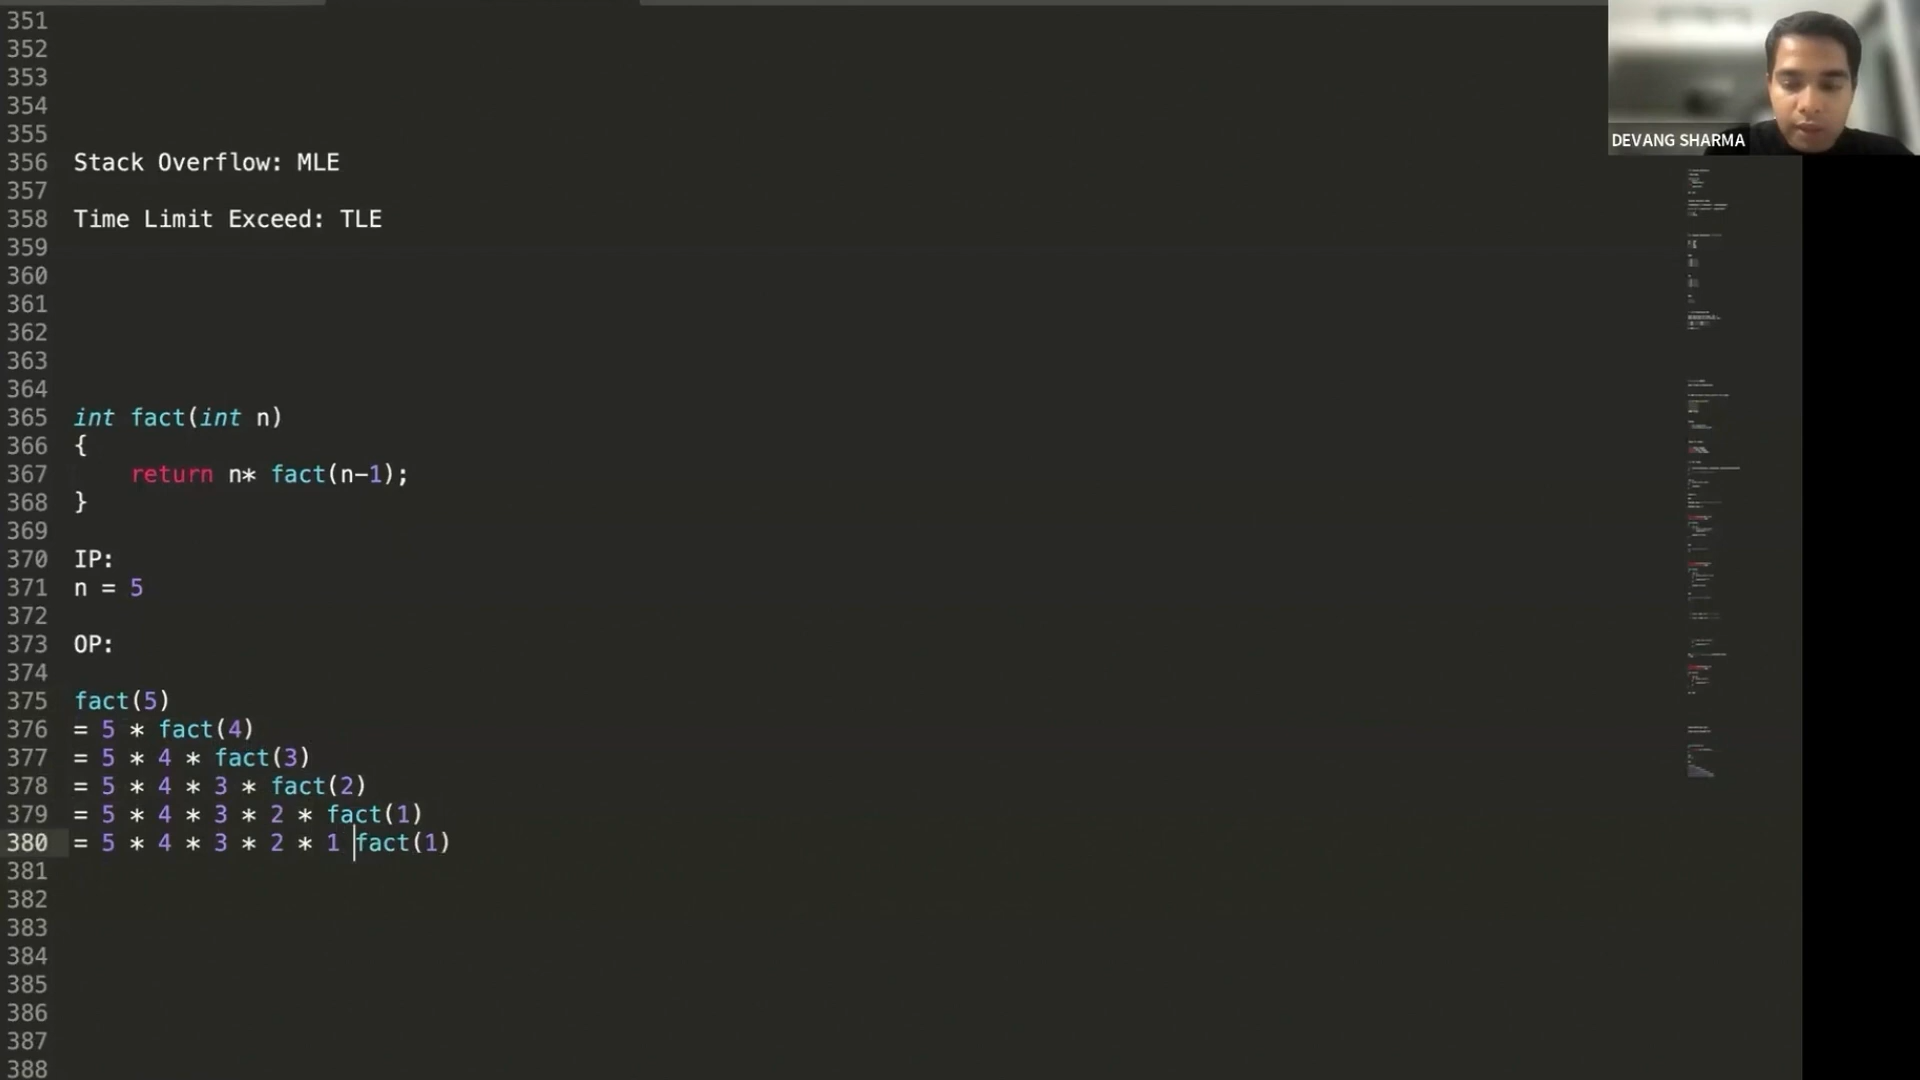 351
352
353
354
355
356 Stack Overflow: MLE
357
358 Time Limit Exceed: TLE
359
360
361
362
363
364
365 int fact(int n)
366 {
367     return n* fact(n-1);
368 }
369
370 IP:
371 n = 5
372
373 OP:
374
375 fact(5)
376 = 5 * fact(4)
377 = 5 * 4 * fact(3)
378 = 5 * 4 * 3 * fact(2)
379 = 5 * 4 * 3 * 2 * fact(1)
380 = 5 * 4 * 3 * 2 * 1 fact(1)
381
382
383
384
385
386
387
388
DEVANG SHARMA